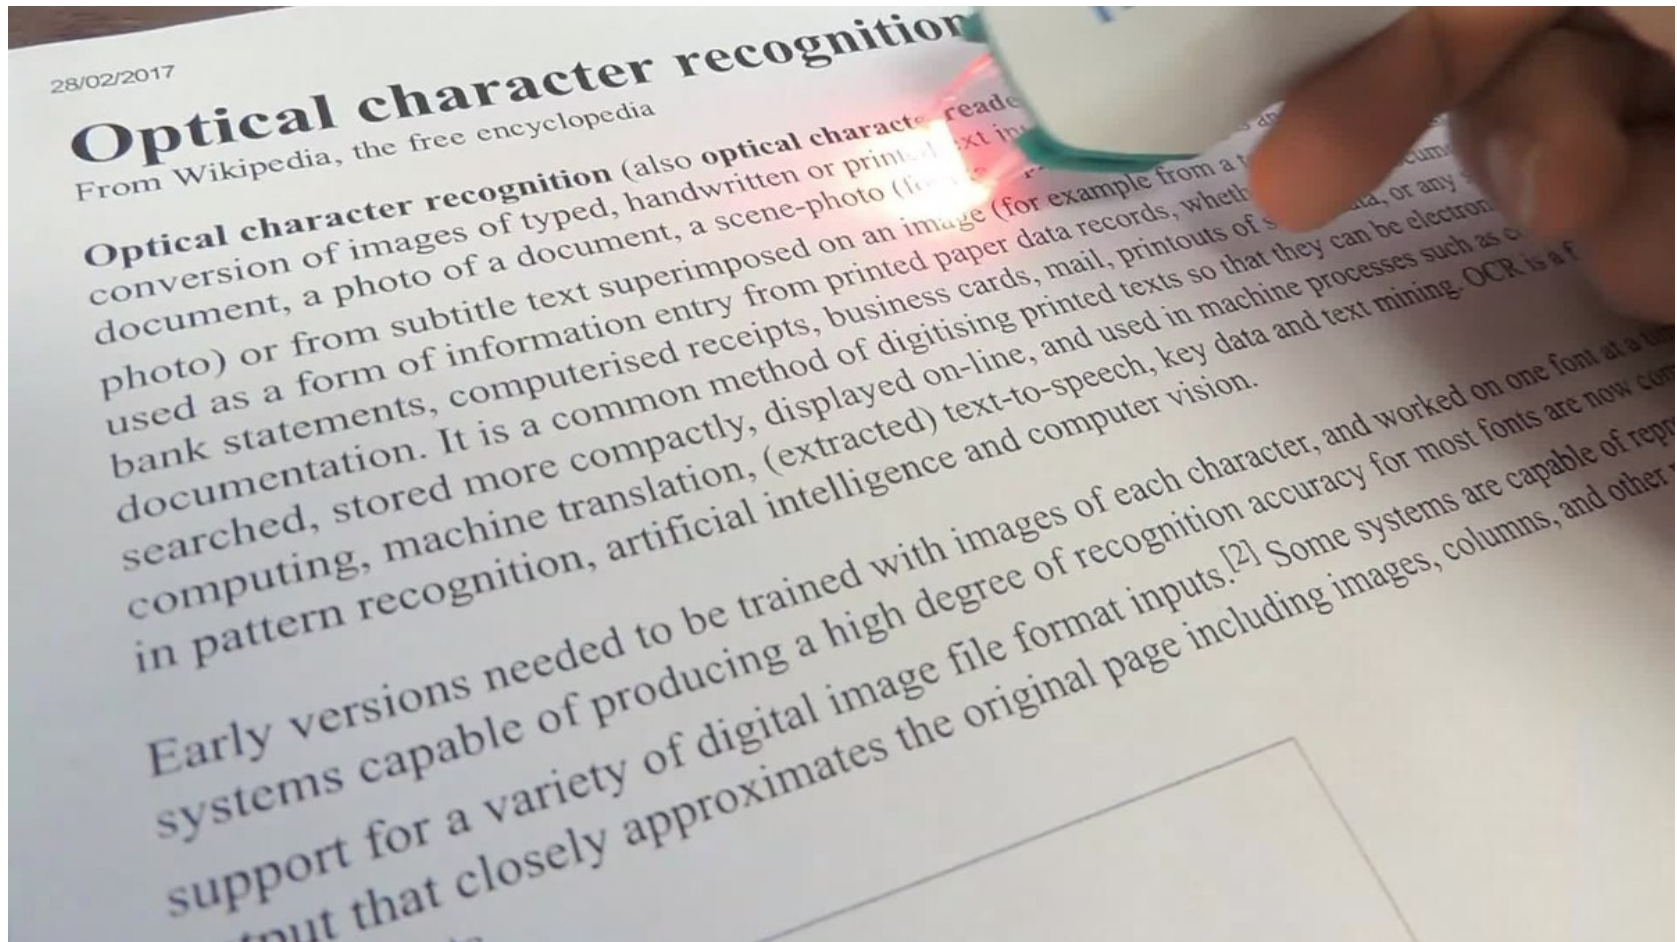 28/02/2017
Optical character recognition
From Wikipedia, the free encyclopedia
Optical character recognition (also optical character reade
conversion of images of typed, handwritten or printed text in
document, a photo of a document, a scene-photo (
photo) or from subtitle text superimposed on an image (for example from a
used as a form of information entry from printed paper data records,
bank statements, computerised receipts, business cards, mail, printouts of or any
documentation. It is a common method of digitising printed texts so that they can be
searched, stored more compactly, displayed on-line, and used in machine processes such as
computing, machine translation, (extracted) text-to-speech, key data and text mining. OCR is a
in pattern recognition, artificial intelligence and computer vision.
Early versions needed to be trained with images of each character, and worked on one font at a
systems capable of producing a high degree of recognition accuracy for most fonts are now
support for a variety of digital image file format inputs.[2] Some systems are capable of
that closely approximates the original page including images, columns, and other